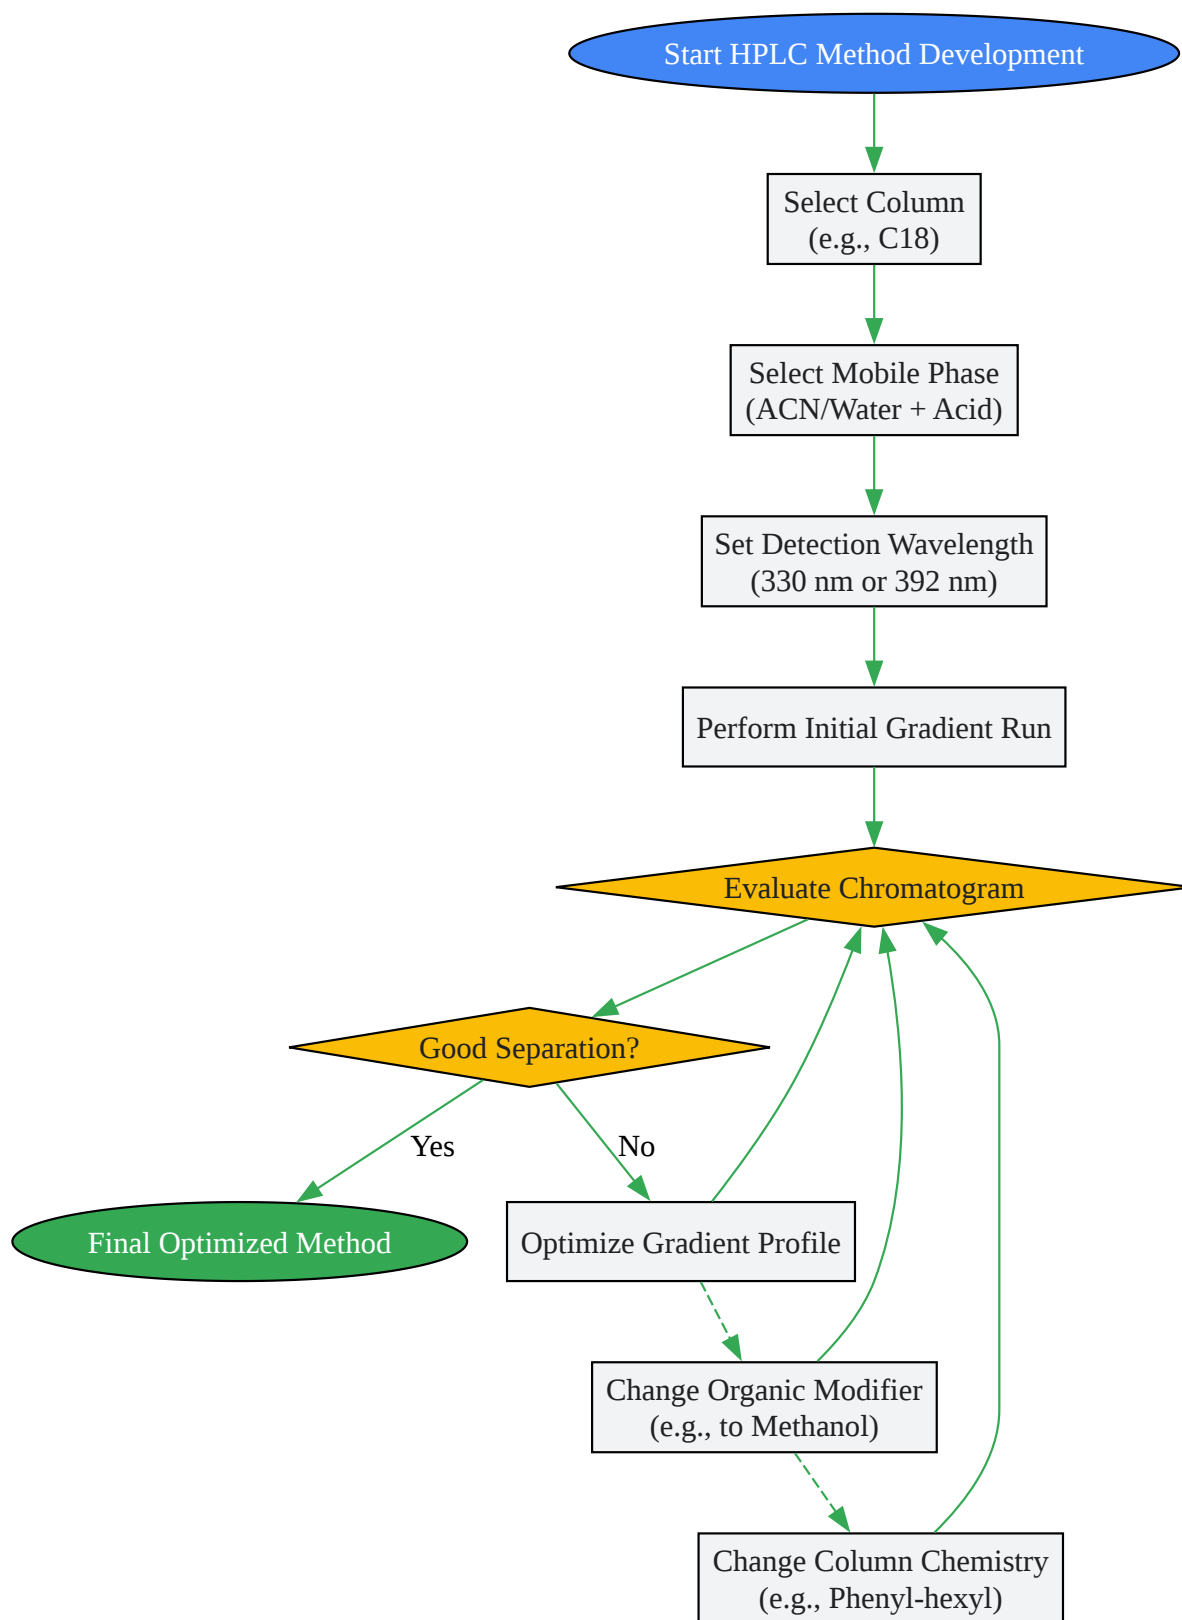 Start HPLC Method Development
Select Column
(e.g., C18)
Select Mobile Phase
(ACN/Water + Acid)
Set Detection Wavelength
(330 nm or 392 nm)
Perform Initial Gradient Run
Evaluate Chromatogram
Good Separation?
Yes
No
Final Optimized Method
Optimize Gradient Profile
Change Organic Modifier
(e.g., to Methanol)
Change Column Chemistry
(e.g., Phenyl-hexyl)